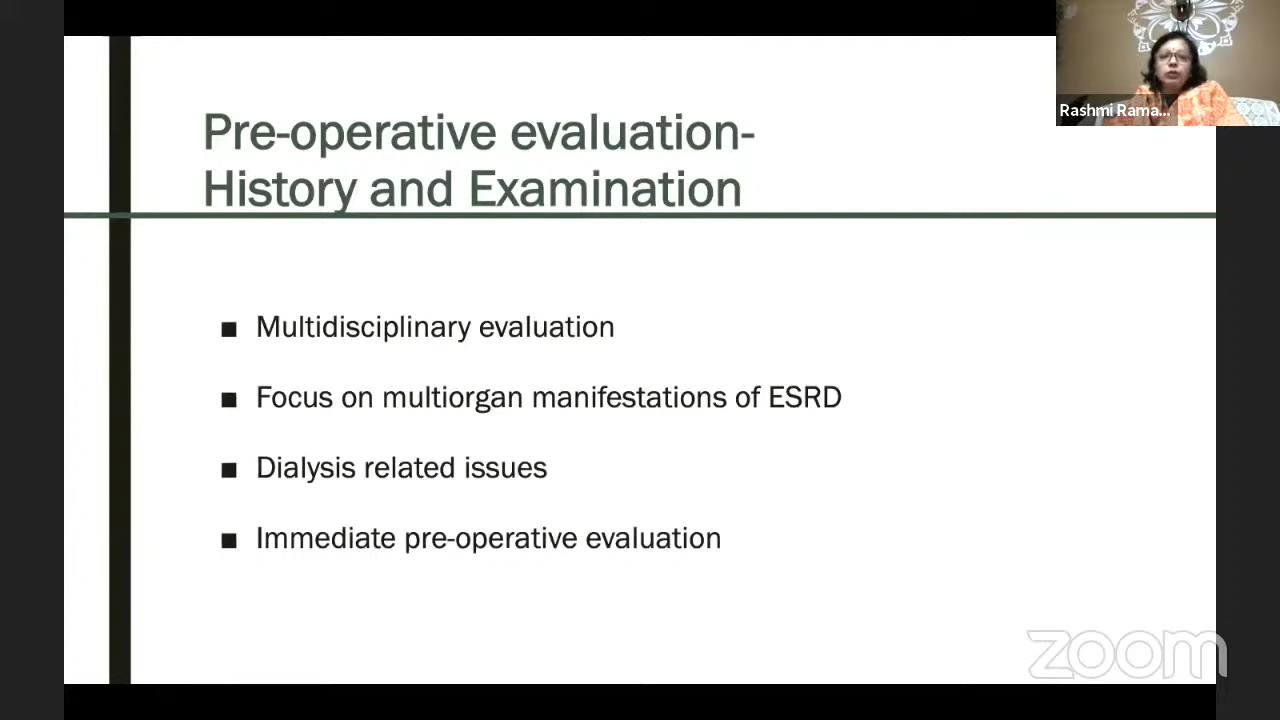 Rashmi Rama...
Pre-operative evaluation-
History and Examination
■ Multidisciplinary evaluation
■ Focus on multiorgan manifestations of ESRD
■ Dialysis related issues
■ Immediate pre-operative evaluation
zoom